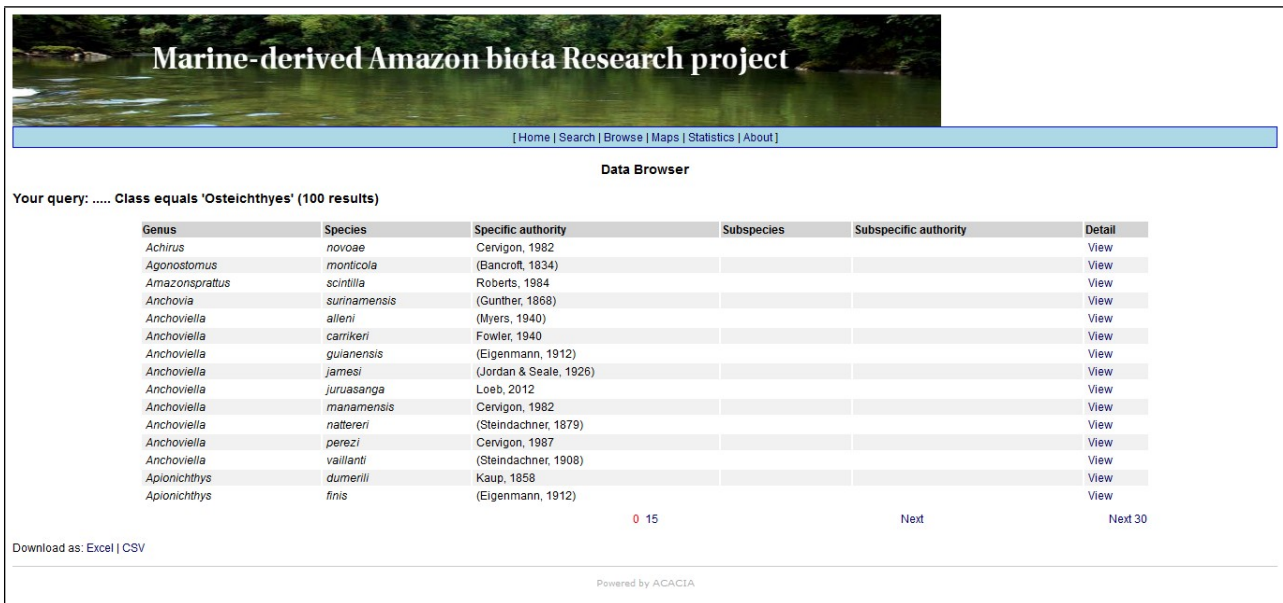 Marine-derived Amazon biota Research project
[ Home | Search | Browse | Maps | Statistics | About ]
Data Browser
Your query: ..... Class equals 'Osteichthyes' (100 results)
Genus Species Specific authority Subspecies Subspecific authority Detail
Achirus novoae Cervigon, 1982 View
Agonostomus monticola (Bancroft, 1834) View
Amazonsprattus scintilla Roberts, 1984 View
Anchovia surinamensis (Gunther, 1868) View
Anchoviella alleni (Myers, 1940) View
Anchoviella carrikeri Fowler, 1940 View
Anchoviella guianensis (Eigenmann, 1912) View
Anchoviella jamesi (Jordan & Seale, 1926) View
Anchoviella juruasanga Loeb, 2012 View
Anchoviella manamensis Cervigon, 1982 View
Anchoviella nattereri (Steindachner, 1879) View
Anchoviella perezi Cervigon, 1987 View
Anchoviella vaillanti (Steindachner, 1908) View
Apionichthys dumerili Kaup, 1858 View
Apionichthys finis (Eigenmann, 1912) View
0 15 Next Next 30
Download as: Excel | CSV
Powered by ACACIA